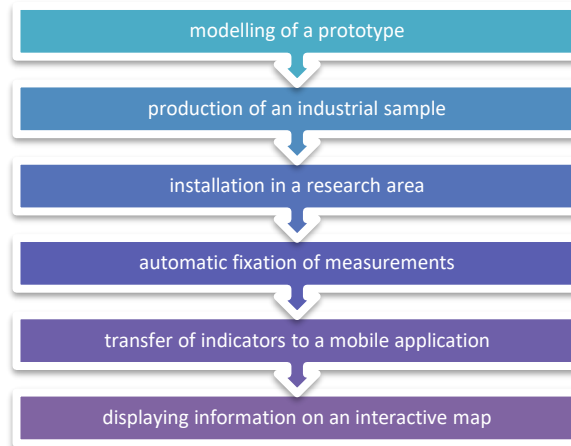 modelling of a prototype
production of an industrial sample
installation in a research area
automatic fixation of measurements
transfer of indicators to a mobile application
displaying information on an interactive map